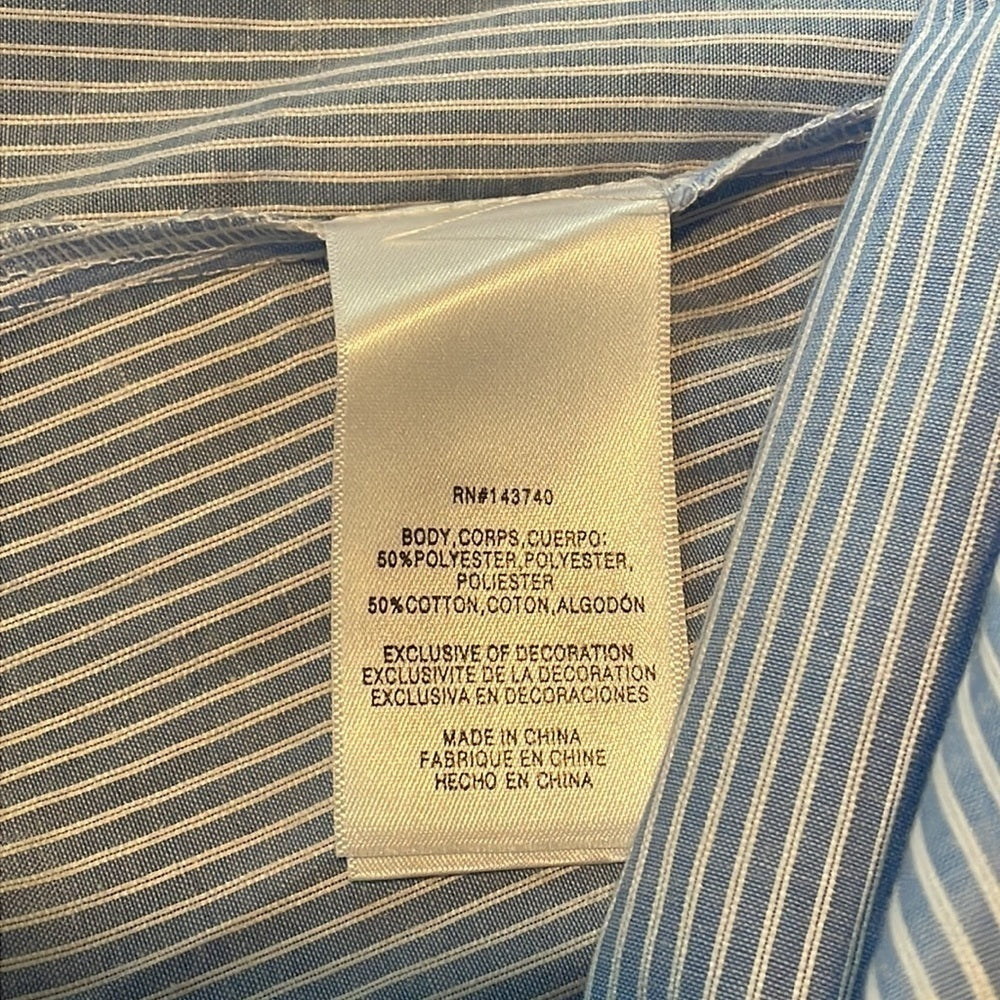 RN#143740
BODY,CORPS,CUERPO:
50%POLYESTER,POLYESTER,
POLIESTER
50%COTTON,COTON,ALGODÓN
EXCLUSIVE OF DECORATION
EXCLUSIVITE DE LA DECORATION
EXCLUSIVA EN DECORACIONES
MADE IN CHINA
FABRIQUE EN CHINE
HECHO EN CHINA